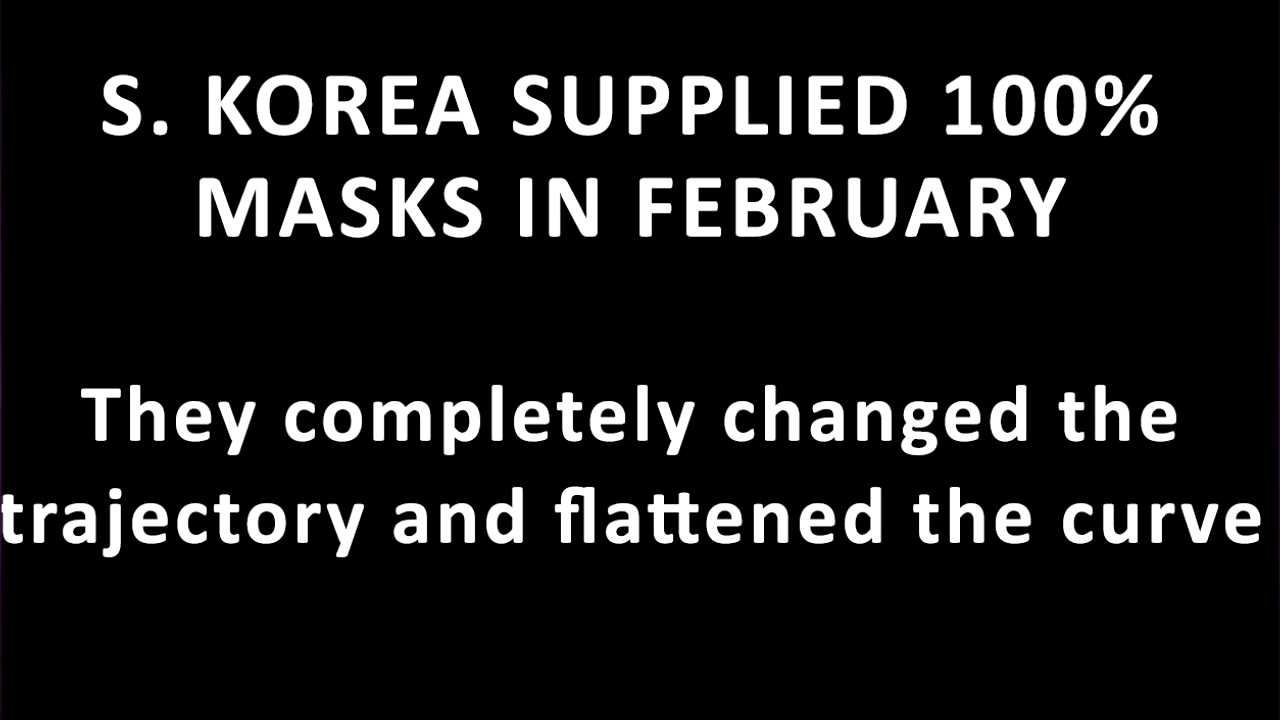 S. KOREA SUPPLIED 100%
MASKS IN FEBRUARY
They completely changed the
trajectory and flattened the curve